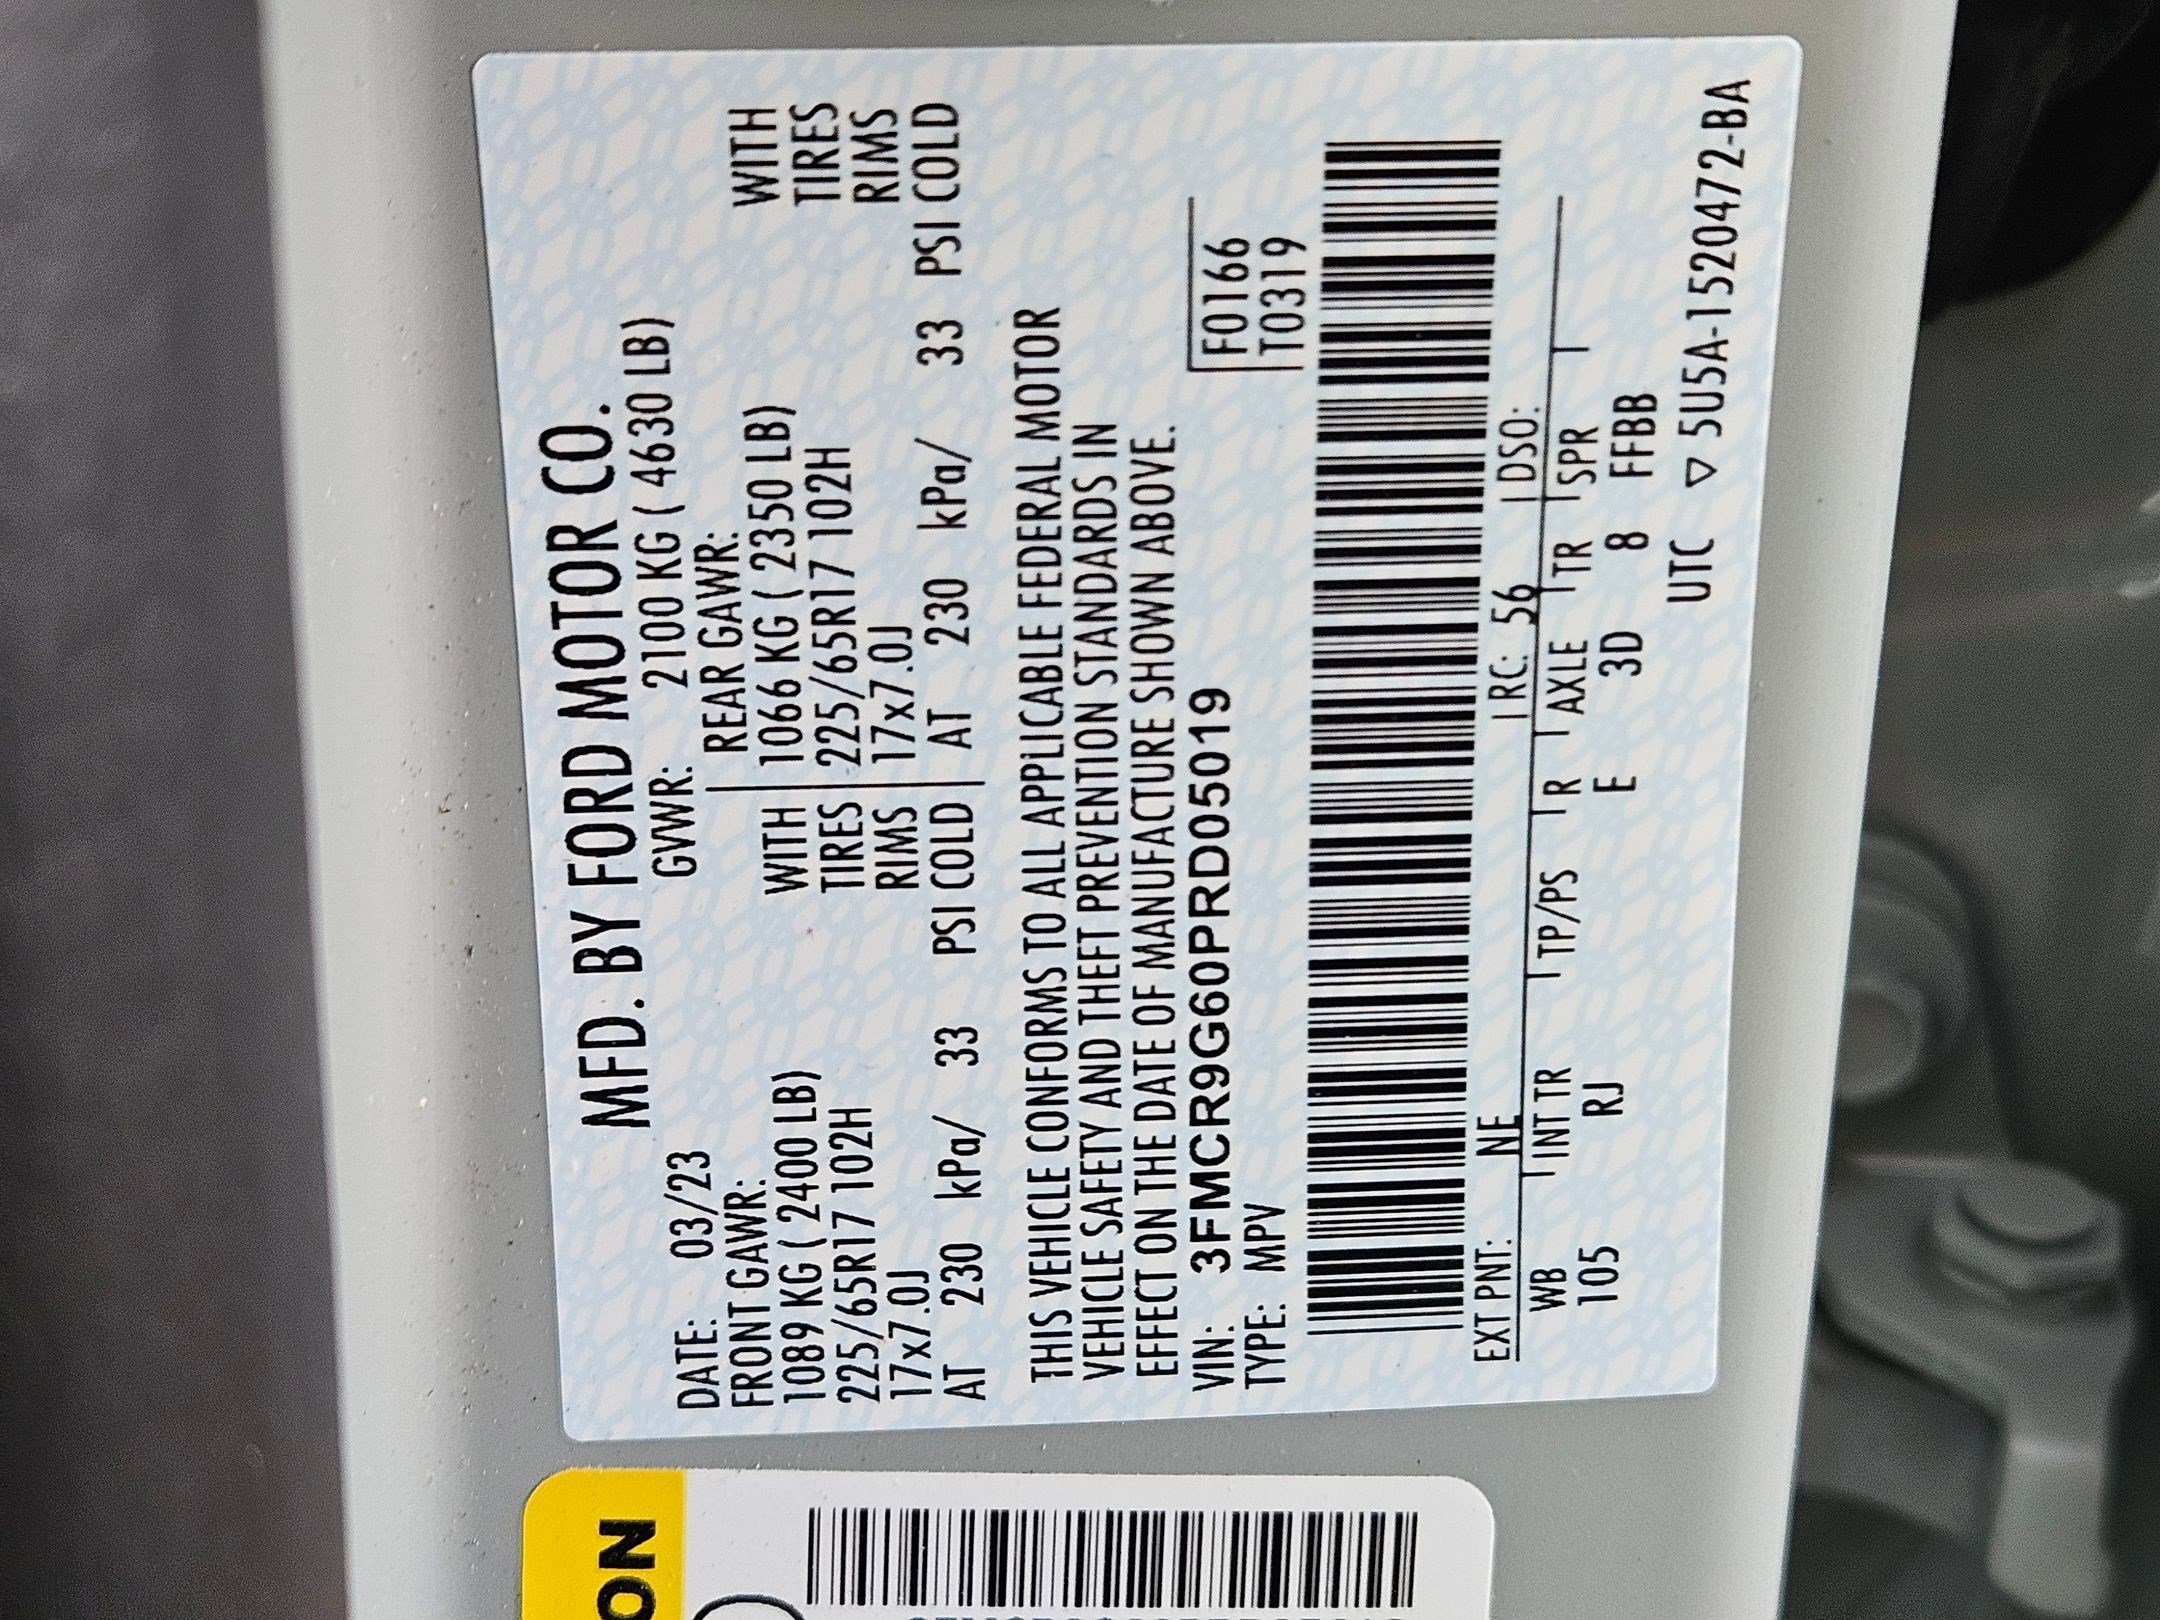 MFD. BY FORD MOTOR CO.
DATE: 03/23 GVWR: 2100 KG ( 4630 LB)
FRONT GAWR: REAR GAWR:
1089 KG ( 2400 LB) WITH 1066 KG ( 2350 LB) WITH
225/65R17 102H TIRES 225/65R17 102H TIRES
17x7.0J RIMS 17x7.0J RIMS
AT 230 kPa/ 33 PSI COLD AT 230 kPa/ 33 PSI COLD
THIS VEHICLE CONFORMS TO ALL APPLICABLE FEDERAL MOTOR
VEHICLE SAFETY AND THEFT PREVENTION STANDARDS IN
EFFECT ON THE DATE OF MANUFACTURE SHOWN ABOVE.
VIN: 3FMCR9G60PRD05019 F0166
TYPE: MPV T0319
EXT PNT: NE RC: 56 DSO:
WB INT TR TP/PS R AXLE TR SPR
105 RJ E 3D 8 FFBB
UTC ▽ 5U5A-1520472-BA
ON